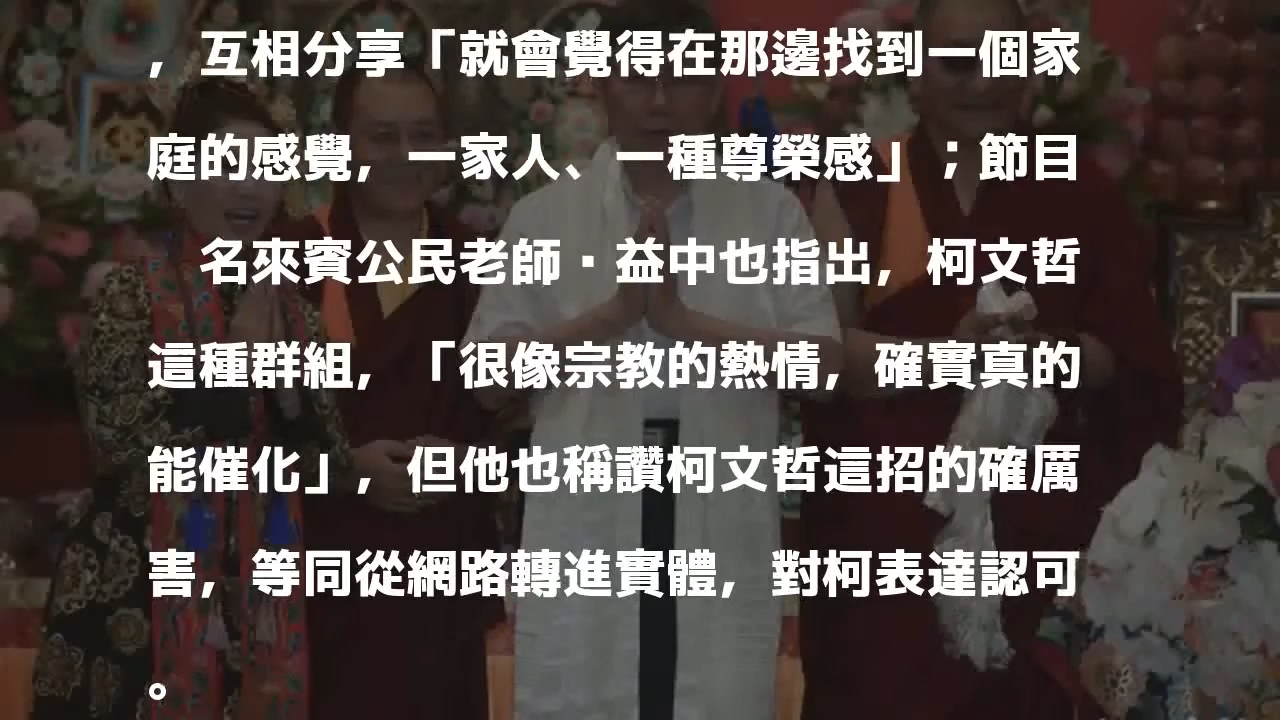 ，互相分享「就會覺得在那邊找到一個家
庭的感覺，一家人、一種尊榮感」；節目
名來賓公民老師·益中也指出，柯文哲
這種群組，「很像宗教的熱情，確實真的
能催化」，但他也稱讚柯文哲這招的確厲
害，等同從網路轉進實體，對柯表達認可
。